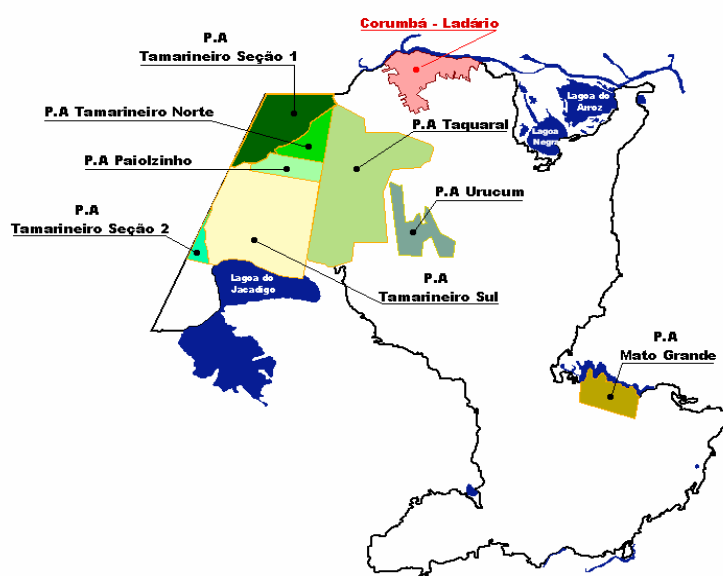 Corumbá - Ladário
P.A
Tamarineiro Seção 1
P.A Tamarineiro Norte
P.A Paiolzinho
P.A
Tamarineiro Seção 2
P.A Taquaral
P.A Urucum
P.A
Tamarineiro Sul
Lagoa do
Jacadigo
Lagoa do
Arroz
Lagoa
Negra
P.A
Mato Grande